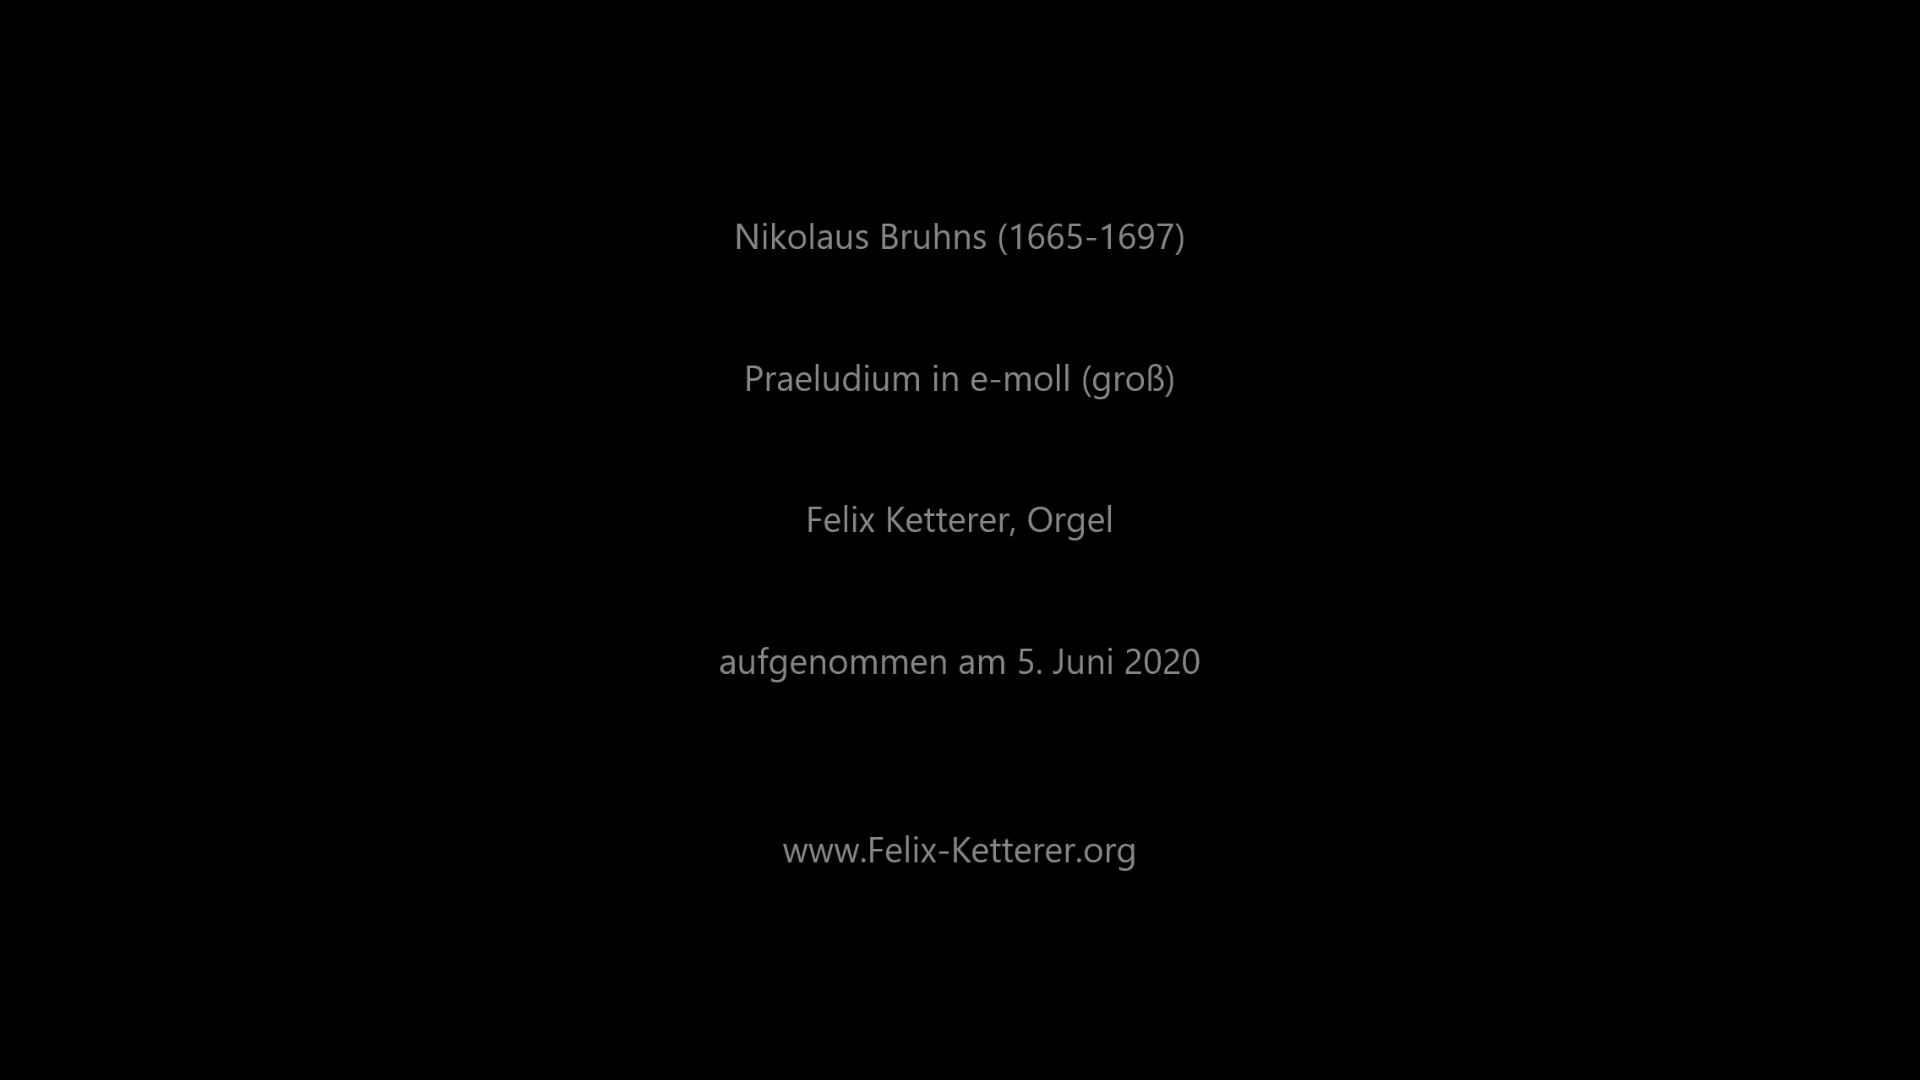 Nikolaus Bruhns (1665-1697)
Praeludium in e-moll (groß)
Felix Ketterer, Orgel
aufgenommen am 5. Juni 2020
www.Felix-Ketterer.org